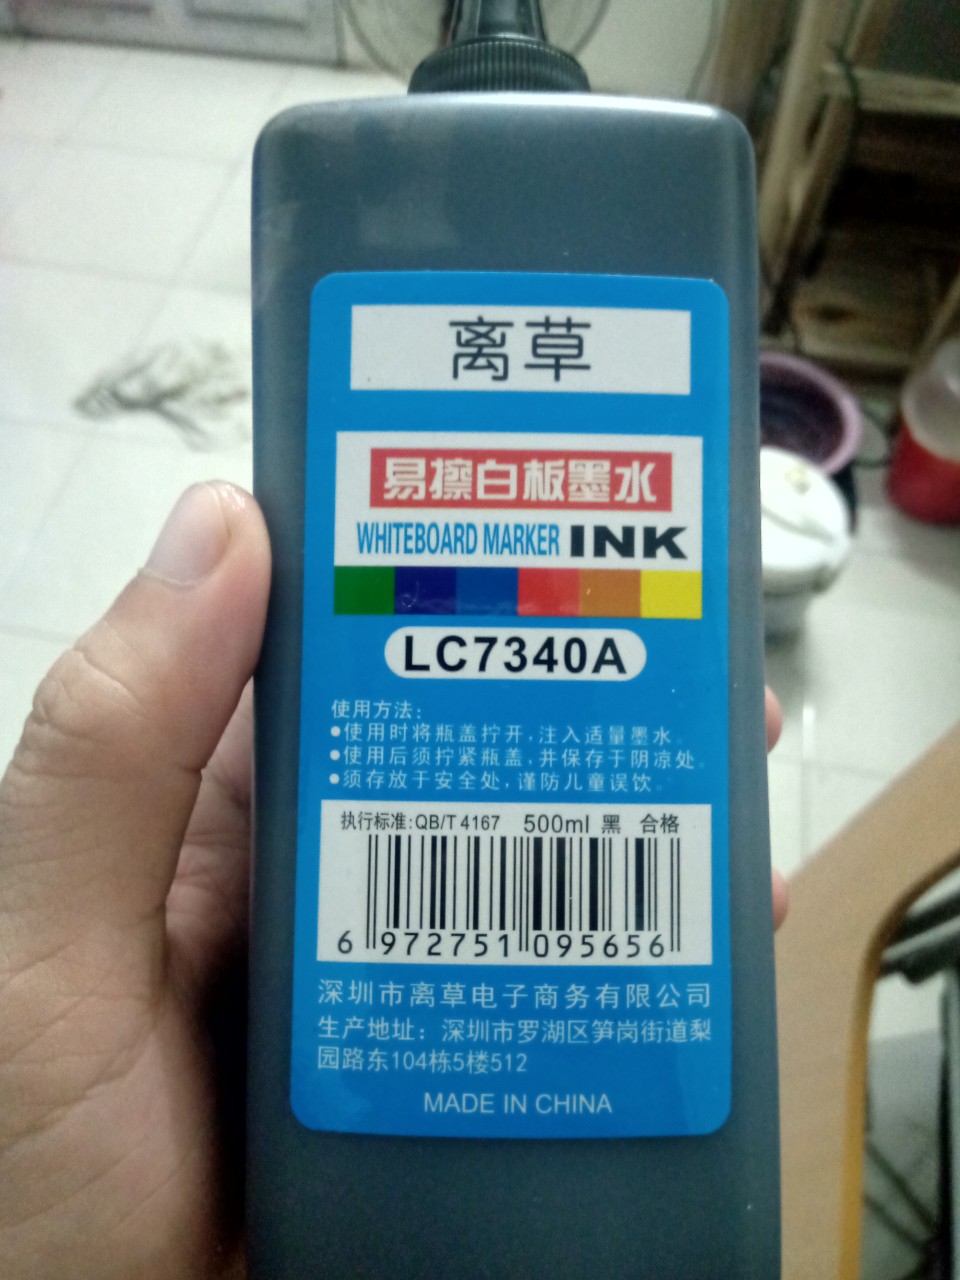 离草
易擦白板墨水
WHITEBOARD MARKER INK
LC7340A
使用方法:
●使用时将瓶盖拧开,注入适量墨水。
●使用后须拧紧瓶盖,并保存于阴凉处。
●须存放于安全处,谨防儿童误饮。
执行标准:QB/T 4167 500ml 黑 合格
6 972751 095656
深圳市离草电子商务有限公司
生产地址: 深圳市罗湖区笋岗街道梨
园路东104栋5楼512
MADE IN CHINA